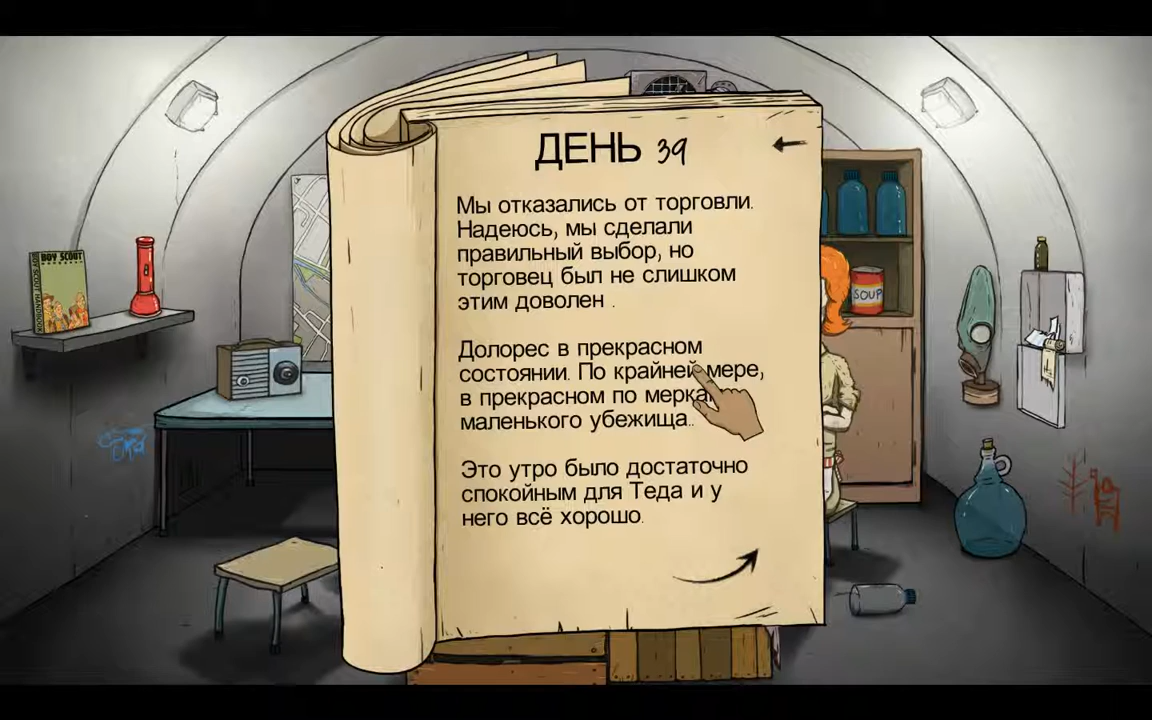 ДЕНЬ 39
Мы отказались от торговли.
Надеюсь, мы сделали
правильный выбор, но
торговец был не слишком
этим доволен .
Долорес в прекрасном
состоянии. По крайней мере,
в прекрасном по
маленького убежища..
Это утро было достаточно
спокойным для Теда и у
него всё хорошо.
BOY SCOUT
SOUP